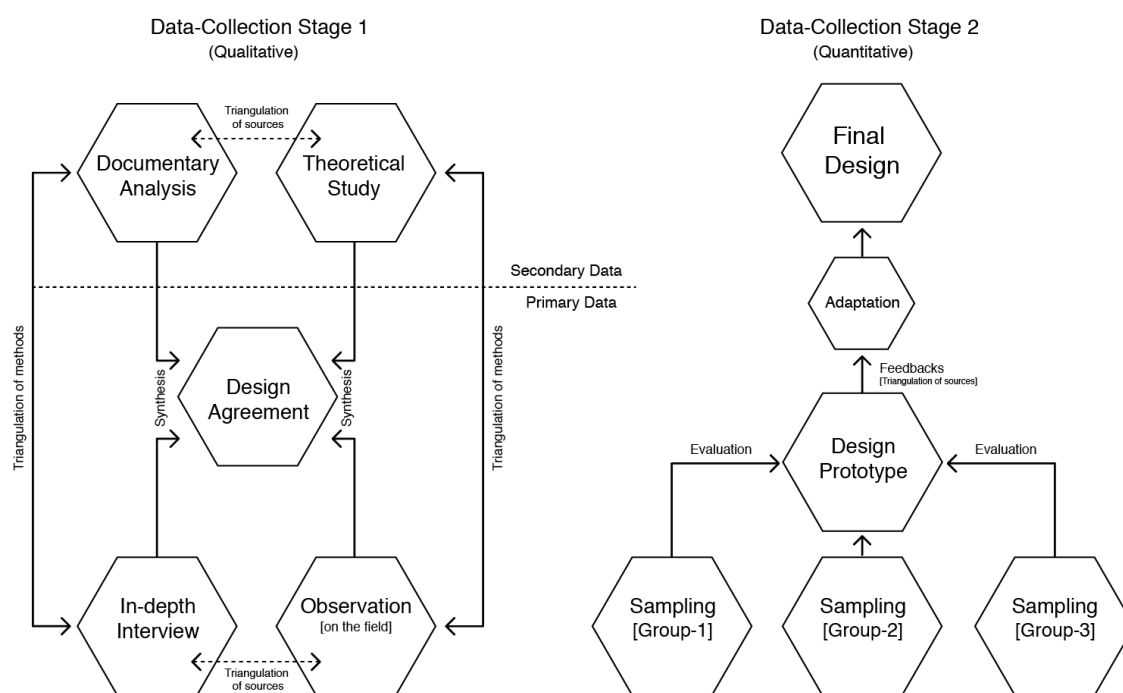 Data-Collection Stage 1
(Qualitative)
Triangulation
of sources
Documentary
Analysis
Theoretical
Study
Triangulation of methods
Synthesis
Design
Agreement
Synthesis
Triangulation of methods
In-depth
Interview
Observation
[on the field]
Triangulation
of sources
Secondary Data
Primary Data
Data-Collection Stage 2
(Quantitative)
Final
Design
Adaptation
Feedbacks
[Triangulation of sources]
Evaluation
Design
Prototype
Evaluation
Sampling
[Group-1]
Sampling
[Group-2]
Sampling
[Group-3]